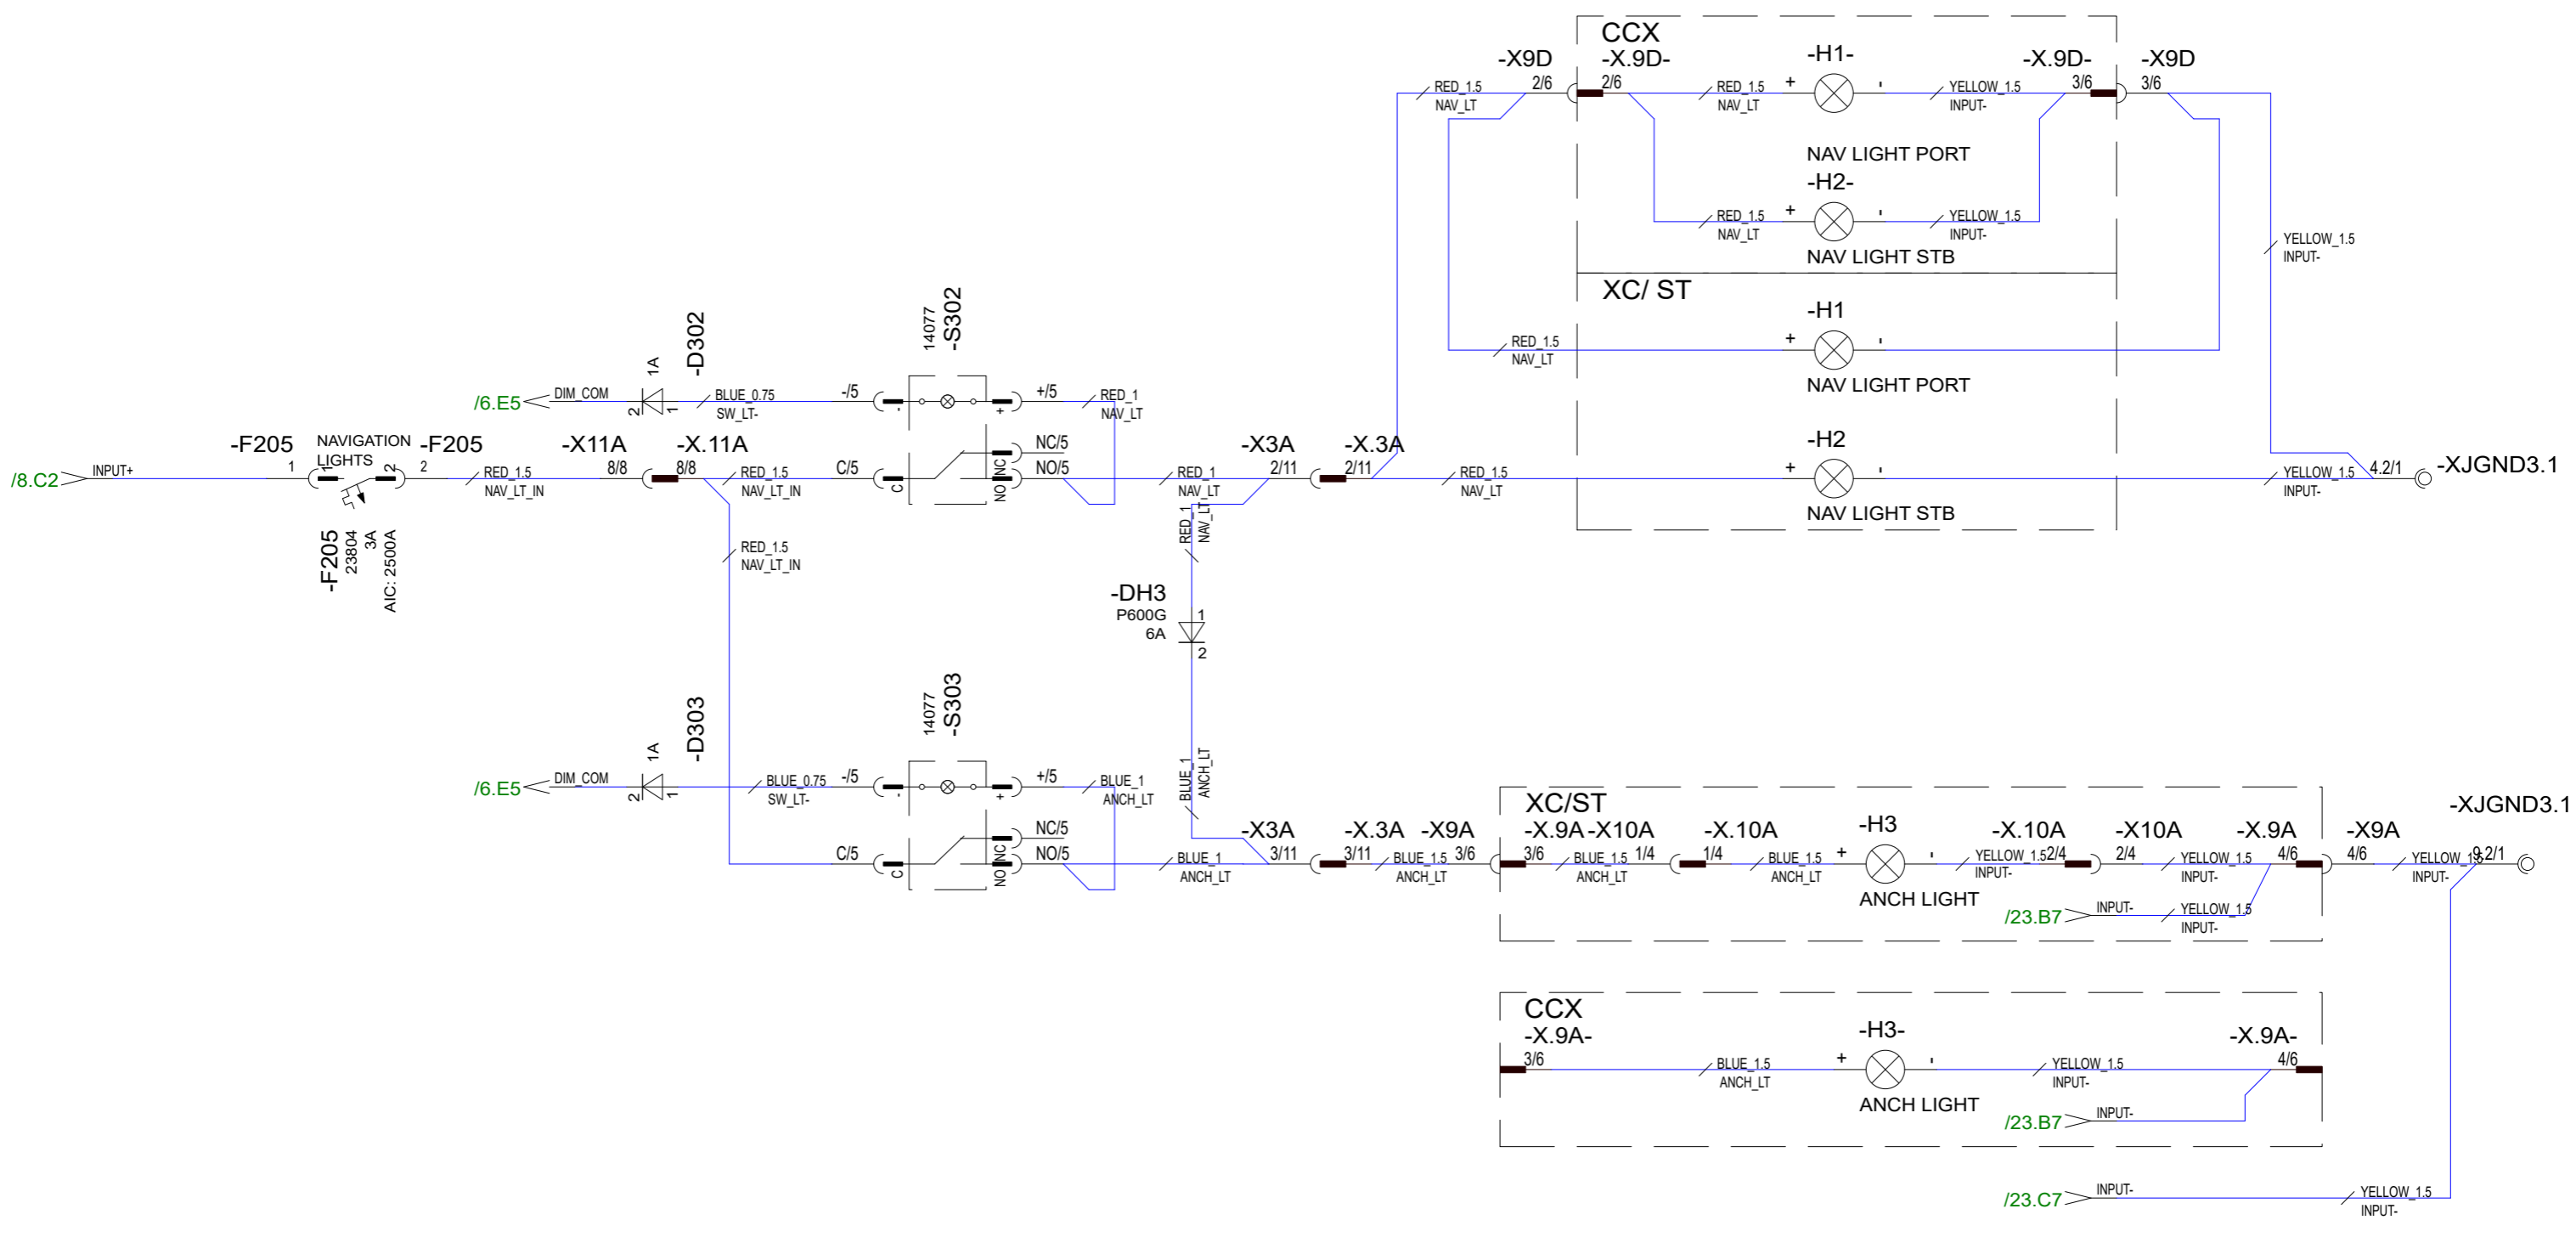 CCX
-X9D
-X.9D-
-H1-
-X.9D-
-X9D
RED_1.5
NAV_LT
2/6
2/6
RED_1.5
NAV_LT
+
-
YELLOW_1.5
INPUT-
3/6
3/6
NAV LIGHT PORT
-H2-
RED_1.5
NAV_LT
+
-
YELLOW_1.5
INPUT-
NAV LIGHT STB
YELLOW_1.5
INPUT-
XC/ ST
-H1
RED_1.5
NAV_LT
+
-
NAV LIGHT PORT
-D302
1A
14077
-S302
/6.E5
DIM_COM
2
1
BLUE_0.75
SW_LT-
-/5
-
+
+/5
RED_1
NAV_LT
-F205
NAVIGATION
LIGHTS
-F205
-X11A
-X.11A
NC/5
NC
-X3A
-X.3A
-H2
/8.C2
INPUT+
1
1
2
2
RED_1.5
NAV_LT_IN
8/8
8/8
RED_1.5
NAV_LT_IN
C/5
C
NO
NO/5
RED_1
NAV_LT
2/11
2/11
RED_1.5
NAV_LT
+
-
YELLOW_1.5
INPUT-
4.2/1
-XJGND3.1
NAV LIGHT STB
-F205
23804
3A
AIC: 2500A
RED_1.5
NAV_LT_IN
RED_1
NAV_LT
-DH3
P600G
6A
1
2
-D303
1A
14077
-S303
/6.E5
DIM_COM
2
1
BLUE_0.75
SW_LT-
-/5
-
+
+/5
BLUE_1
ANCH_LT
BLUE_1
ANCH_LT
XC/ST
-XJGND3.1
NC/5
NC
-X3A
-X.3A
-X9A
-X.9A
-X10A
-X.10A
-H3
-X.10A
-X10A
-X.9A
-X9A
C/5
C
NO
NO/5
BLUE_1
ANCH_LT
3/11
3/11
BLUE_1.5
ANCH_LT
3/6
3/6
BLUE_1.5
ANCH_LT
1/4
1/4
BLUE_1.5
ANCH_LT
+
-
YELLOW_1.5
INPUT-
2/4
2/4
YELLOW_1.5
INPUT-
4/6
4/6
YELLOW_1.5
INPUT-
9.2/1
ANCH LIGHT
/23.B7
INPUT-
YELLOW_1.5
INPUT-
CCX
-X.9A-
-H3-
-X.9A-
3/6
BLUE_1.5
ANCH_LT
+
-
YELLOW_1.5
INPUT-
4/6
ANCH LIGHT
/23.B7
INPUT-
/23.C7
INPUT-
YELLOW_1.5
INPUT-